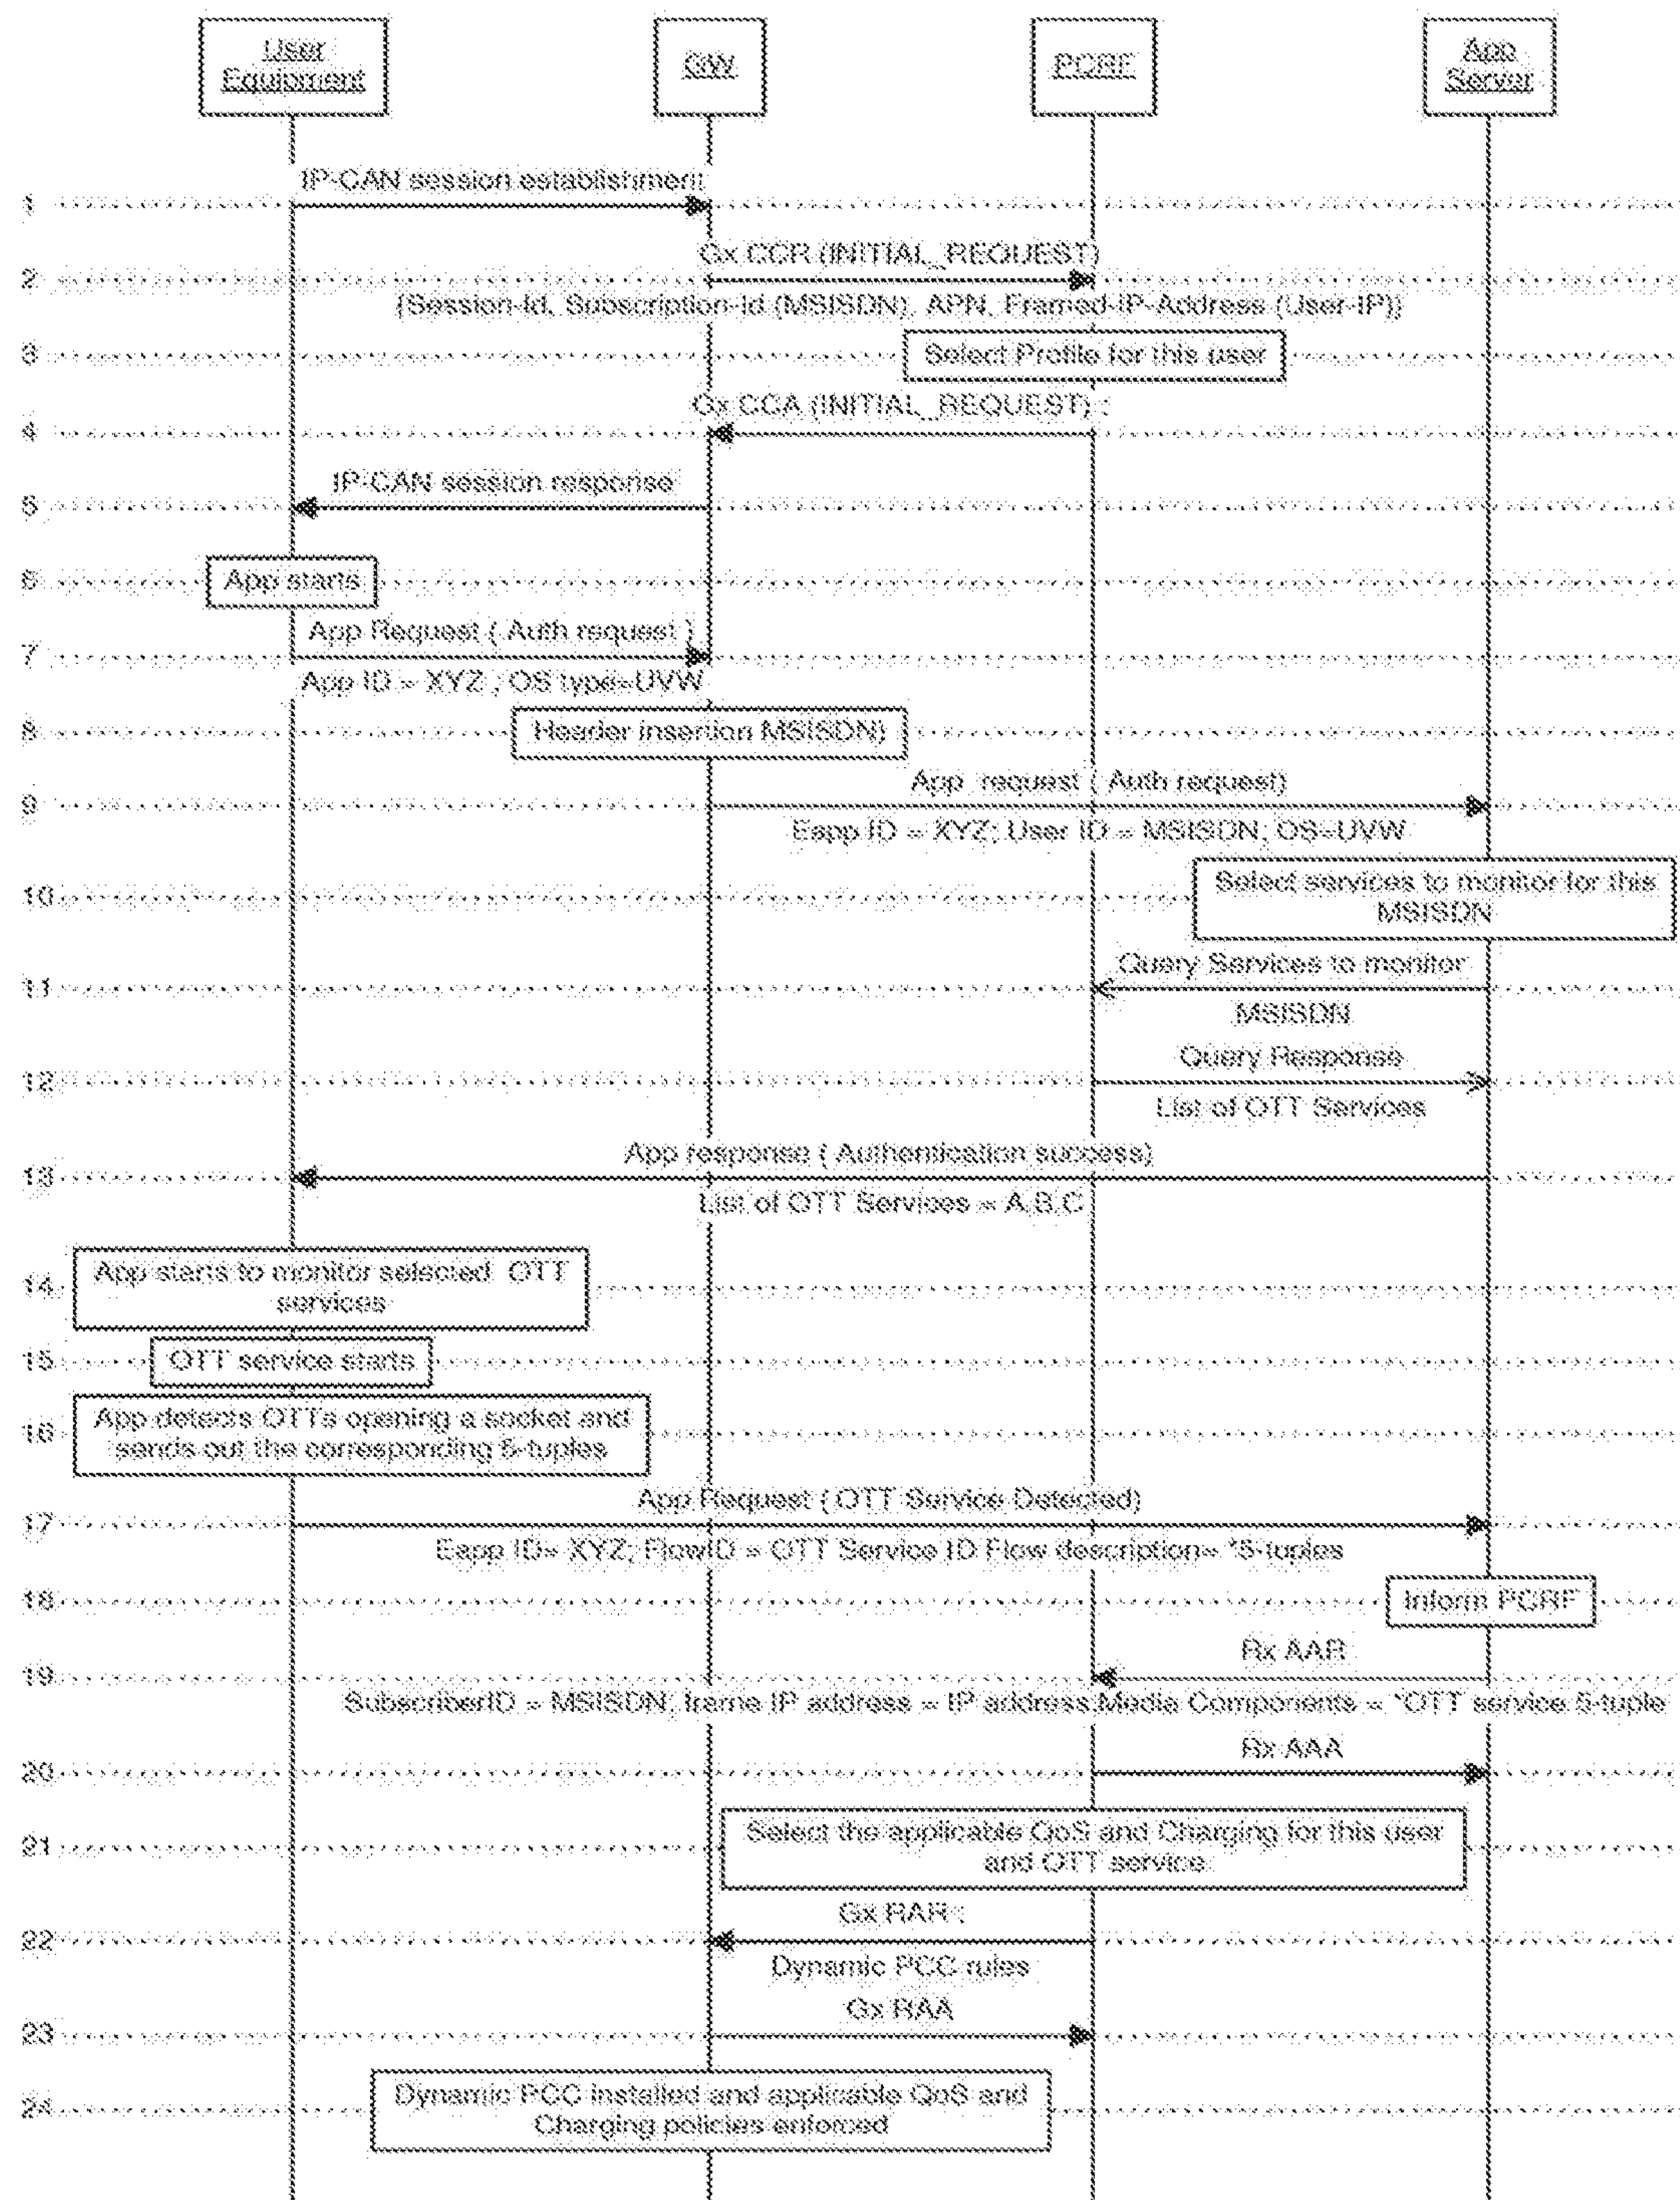 User
Equipment
GW
PCRF
App
Server
IP-CAN session establishment
1
Gx CCR (INITIAL_REQUEST)
2
(Session-Id, Subscription-Id (MSISDN), APN, Framed-IP-Address (User-IP))
3
Select Profile for this user
Gx CCA (INITIAL_REQUEST) :
4
IP-CAN session response
5
6
App starts
App Request ( Auth request )
7
App ID = XYZ ; OS type=UVW
8
Header insertion MSISDN)
App request ( Auth request)
9
Eapp ID = XYZ; User ID = MSISDN; OS=UVW
10
Select services to monitor for this
MSISDN
Query Services to monitor
11
MSISDN
Query Response
12
List of OTT Services
App response ( Authentication success)
13
List of OTT Services = A,B,C
14
App starts to monitor selected OTT
services
15
OTT service starts
16
App detects OTTs opening a socket and
sends out the corresponding 5-tuples
App Request ( OTT Service Detected)
17
Eapp ID= XYZ; FlowID = OTT Service ID Flow description= *5-tuples
18
Inform PCRF
Rx AAR
19
SubscriberID = MSISDN; frame IP address = IP address;Media Components = *OTT service 5-tuple
Rx AAA
20
21
Select the applicable QoS and Charging for this user
and OTT service.
Gx RAR :
22
Dynamic PCC rules
Gx RAA
23
24
Dynamic PCC installed and applicable QoS and
Charging policies enforced